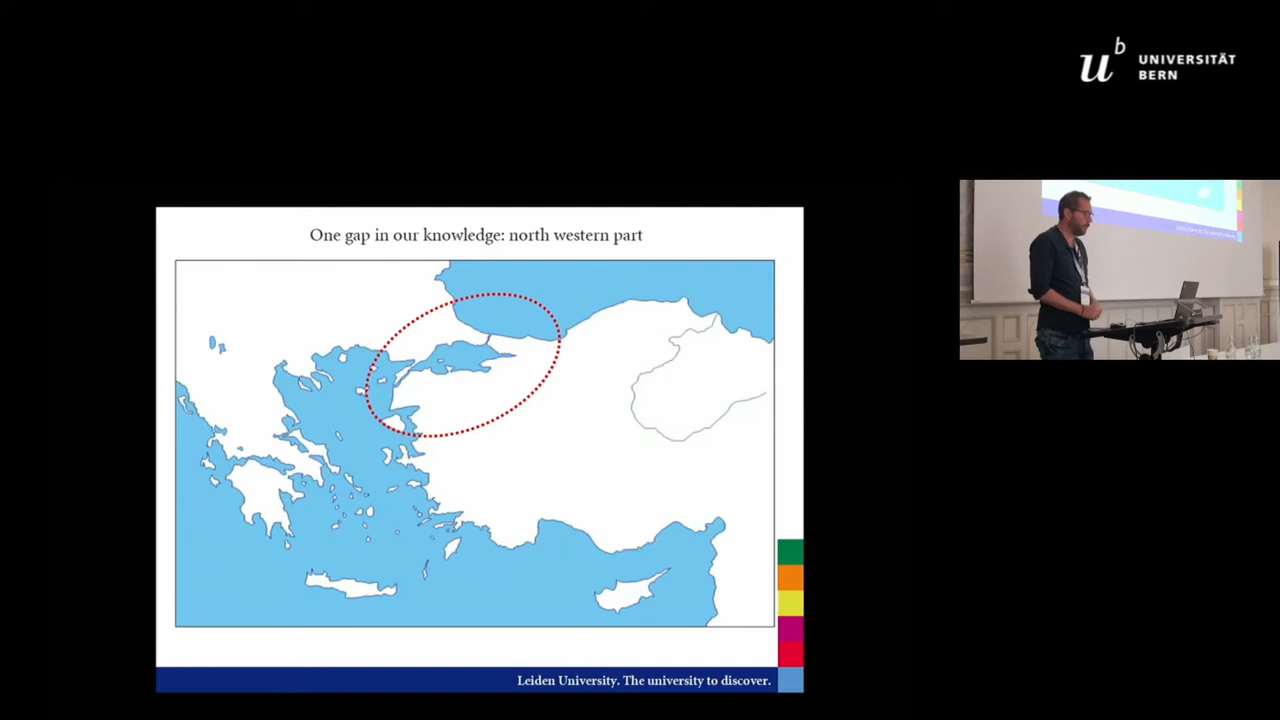 u^b
UNIVERSITÄT
BERN
One gap in our knowledge: north western part
Leiden University. The university to discover.